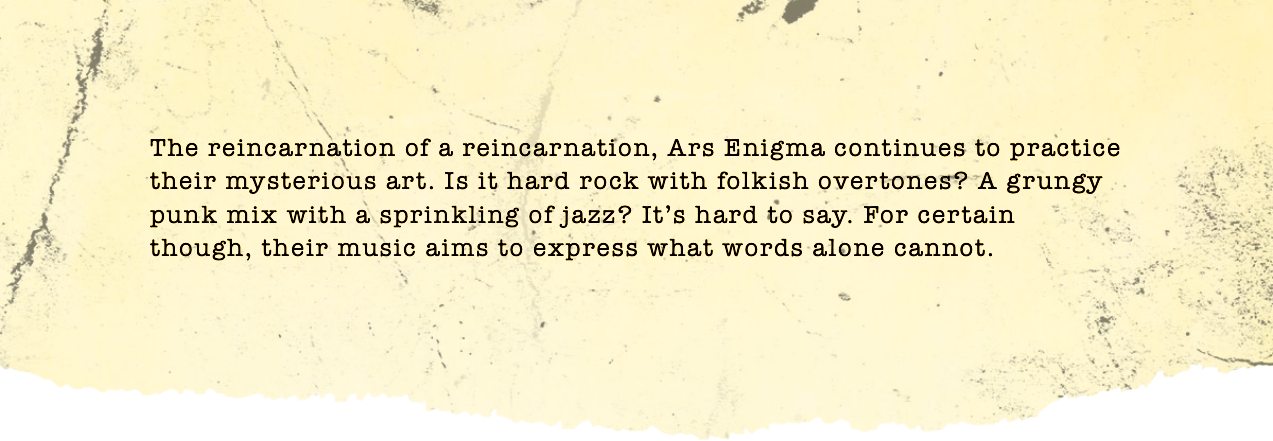 The reincarnation of a reincarnation, Ars Enigma continues to practice
their mysterious art. Is it hard rock with folkish overtones? A grungy
punk mix with a sprinkling of jazz? It’s hard to say. For certain
though, their music aims to express what words alone cannot.